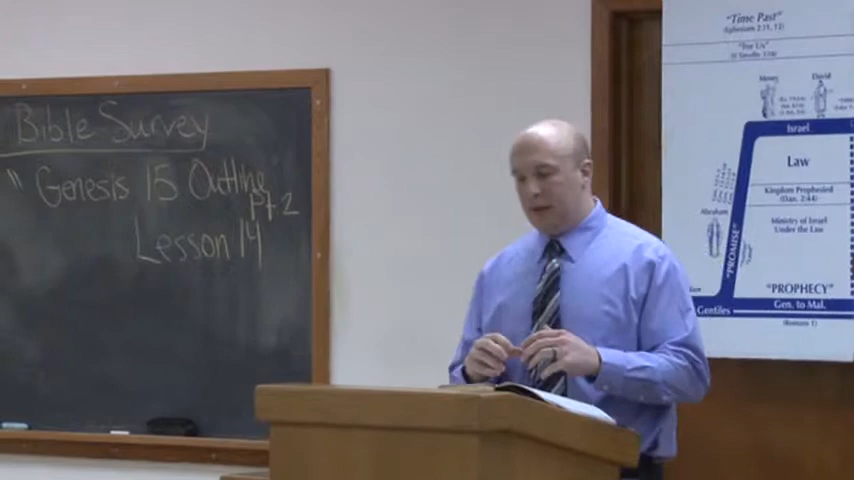 Bible Survey
" Genesis 15 Outline
Pt 2
Lesson 14
"Time Past"
(Ephesians 2:11, 12)
"For Us"
Moses
David
Israel
Law
Kingdom Prophesied
(Dan. 2:44)
Ministry of Israel
Under the Law
Abraham
"PROMISE"
"PROPHECY"
Gen. to Mal.
Gentiles
(Romans 1)